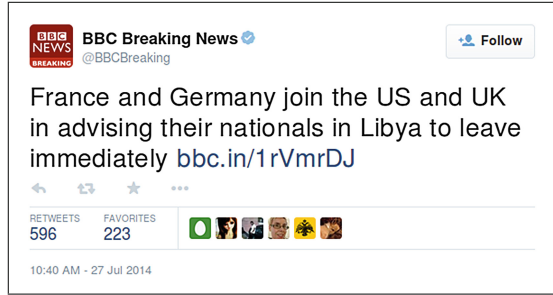 BBC
NEWS
BREAKING
BBC Breaking News
@BBCBreaking
Follow
France and Germany join the US and UK
in advising their nationals in Libya to leave
immediately bbc.in/1rVmrDJ
RETWEETS FAVORITES
596 223
10:40 AM - 27 Jul 2014